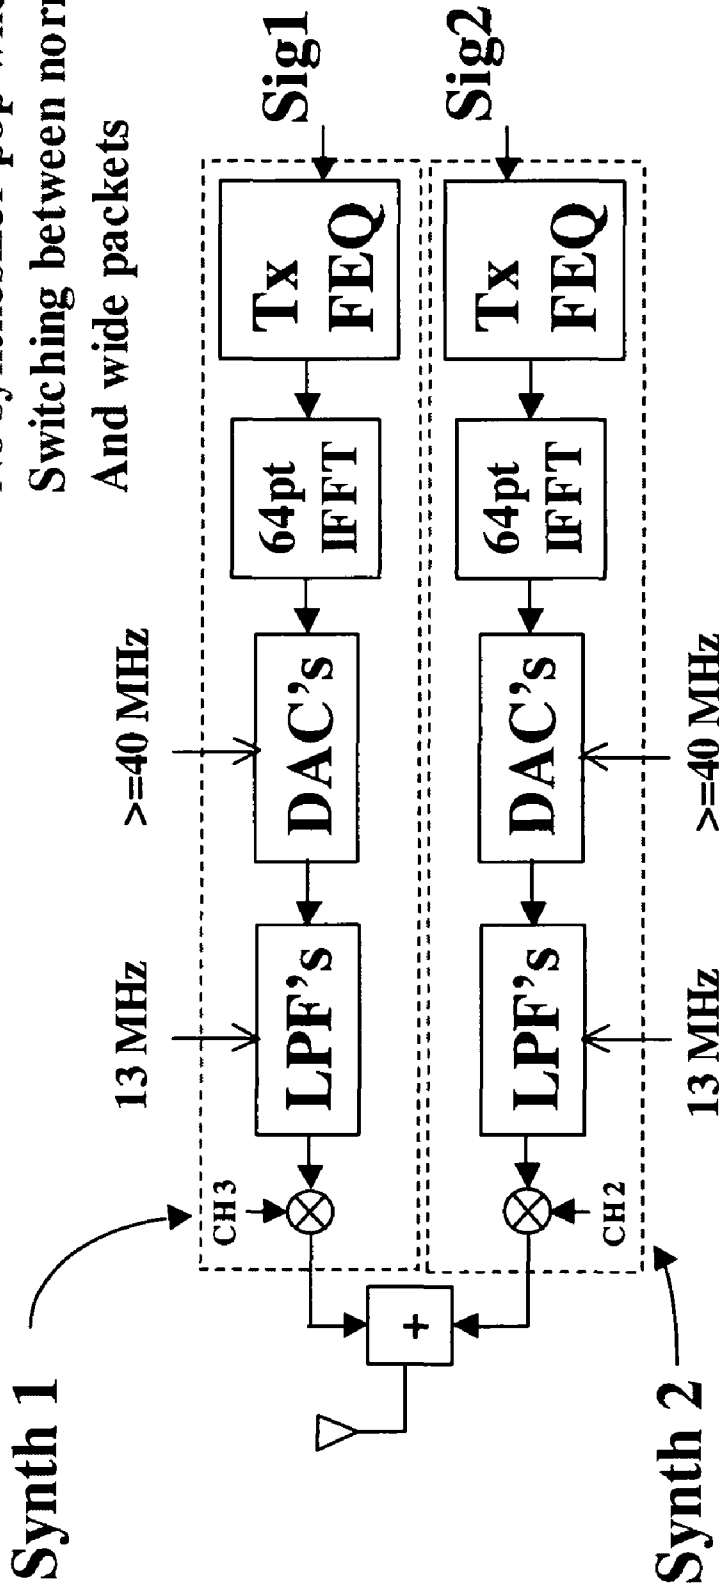 Synth 1
pop
Switching between
And wide packets
13 MHz
>=40 MHz
CH3
LPF's
DAC's
64pt
IFFT
Tx
FEQ
Sig1
+
CH2
LPF's
DAC's
64pt
IFFT
Tx
FEQ
Sig2
Synth 2
13 MHz
>=40 MHz